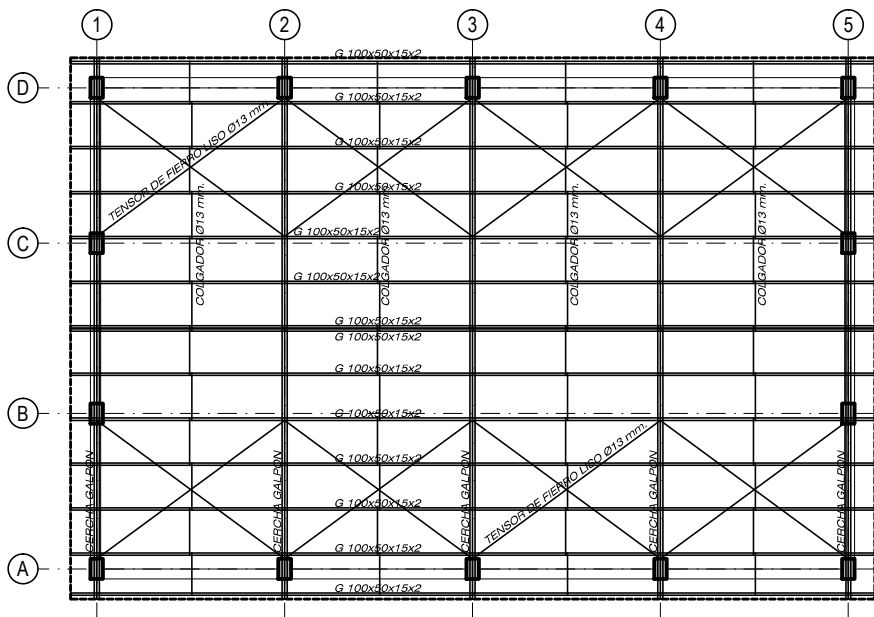 1 2 3 4 5
G 100x50x15x2
D
G 100x50x15x2
TENSOR DE FIERRO LISO Ø13 mm.
G 100x50x15x2
G 100x50x15x2
COLGADOR Ø13 mm.
COLGADOR Ø13 mm.
COLGADOR Ø13 mm.
COLGADOR Ø13 mm.
G 100x50x15x2
C
G 100x50x15x2
G 100x50x15x2
G 100x50x15x2
G 100x50x15x2
B
G 100x50x15x2
TENSOR DE FIERRO LISO Ø13 mm.
G 100x50x15x2
CERCHA GALPON
CERCHA GALPON
CERCHA GALPON
CERCHA GALPON
CERCHA GALPON
G 100x50x15x2
G 100x50x15x2
A
G 100x50x15x2